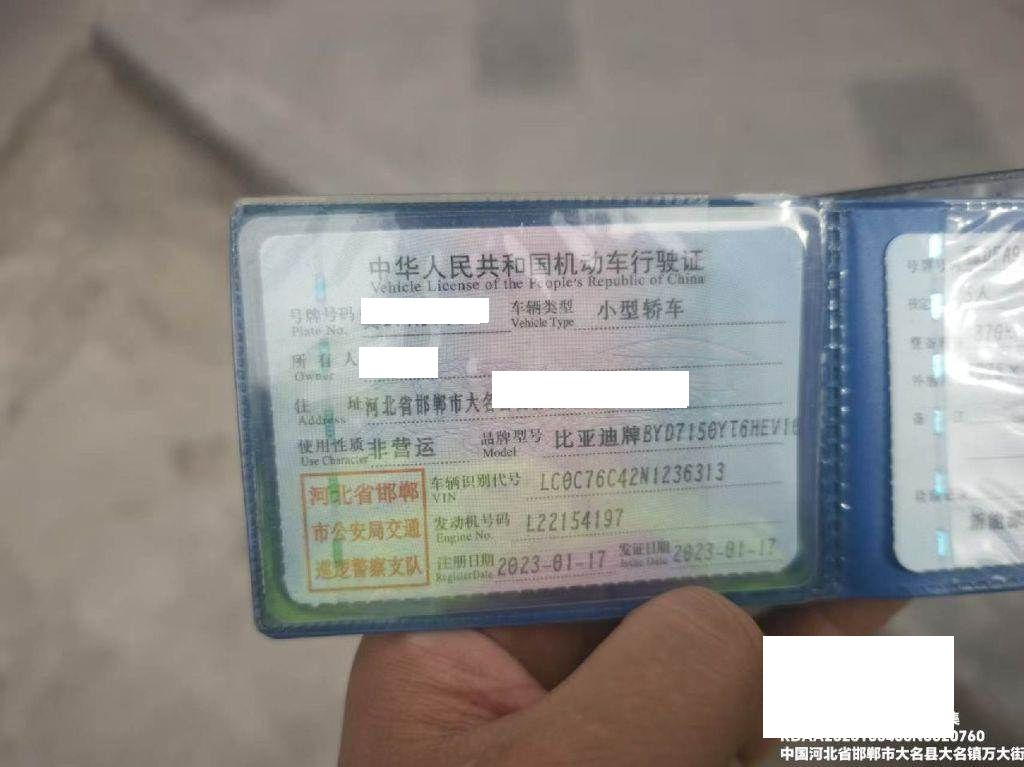 中华人民共和国机动车行驶证
Vehicle License of the People's Republic of China
号牌号码 车辆类型 小型轿车
Plate No. Vehicle Type
所有人
Owner
住址 河北省邯郸市大名
Address
使用性质 非营运 品牌型号 比亚迪牌BYD7150YT6HEV1
Use Character Model
河北省邯郸
市公安局交通
巡逻警察支队
车辆识别代号 LC0C76C42N1236313
VIN
发动机号码 L22154197
Engine No.
注册日期 2023-01-17 发证日期 2023-01-17
Register Date Issue Date
号牌
中国河北省邯郸市大名县大名镇万大街